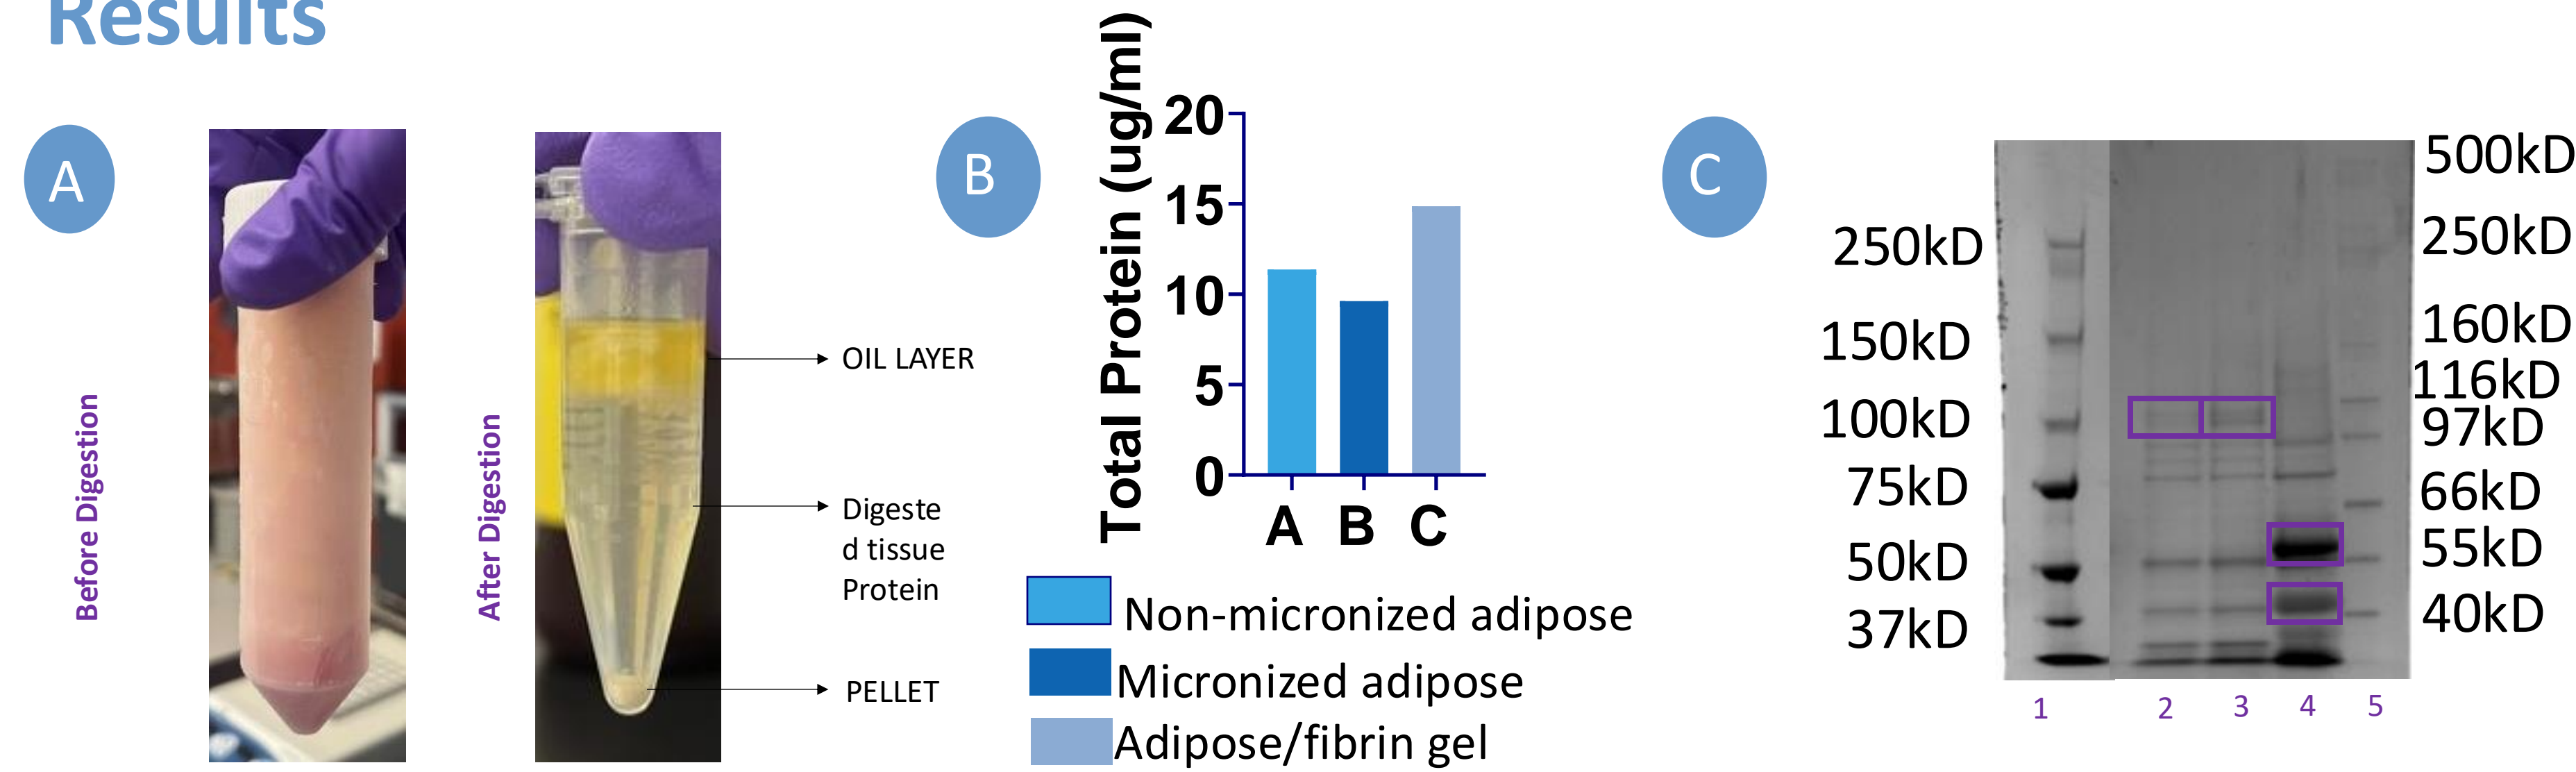 Results
A
Before Digestion
After Digestion
OIL LAYER
Digeste
d tissue
Protein
PELLET
B
Total Protein (ug/ml)
20
15
10
5
0
A B C
Non-micronized adipose
Micronized adipose
Adipose/fibrin gel
C
250kD
150kD
100kD
75kD
50kD
37kD
500kD
250kD
160kD
116kD
97kD
66kD
55kD
40kD
1 2 3 4 5